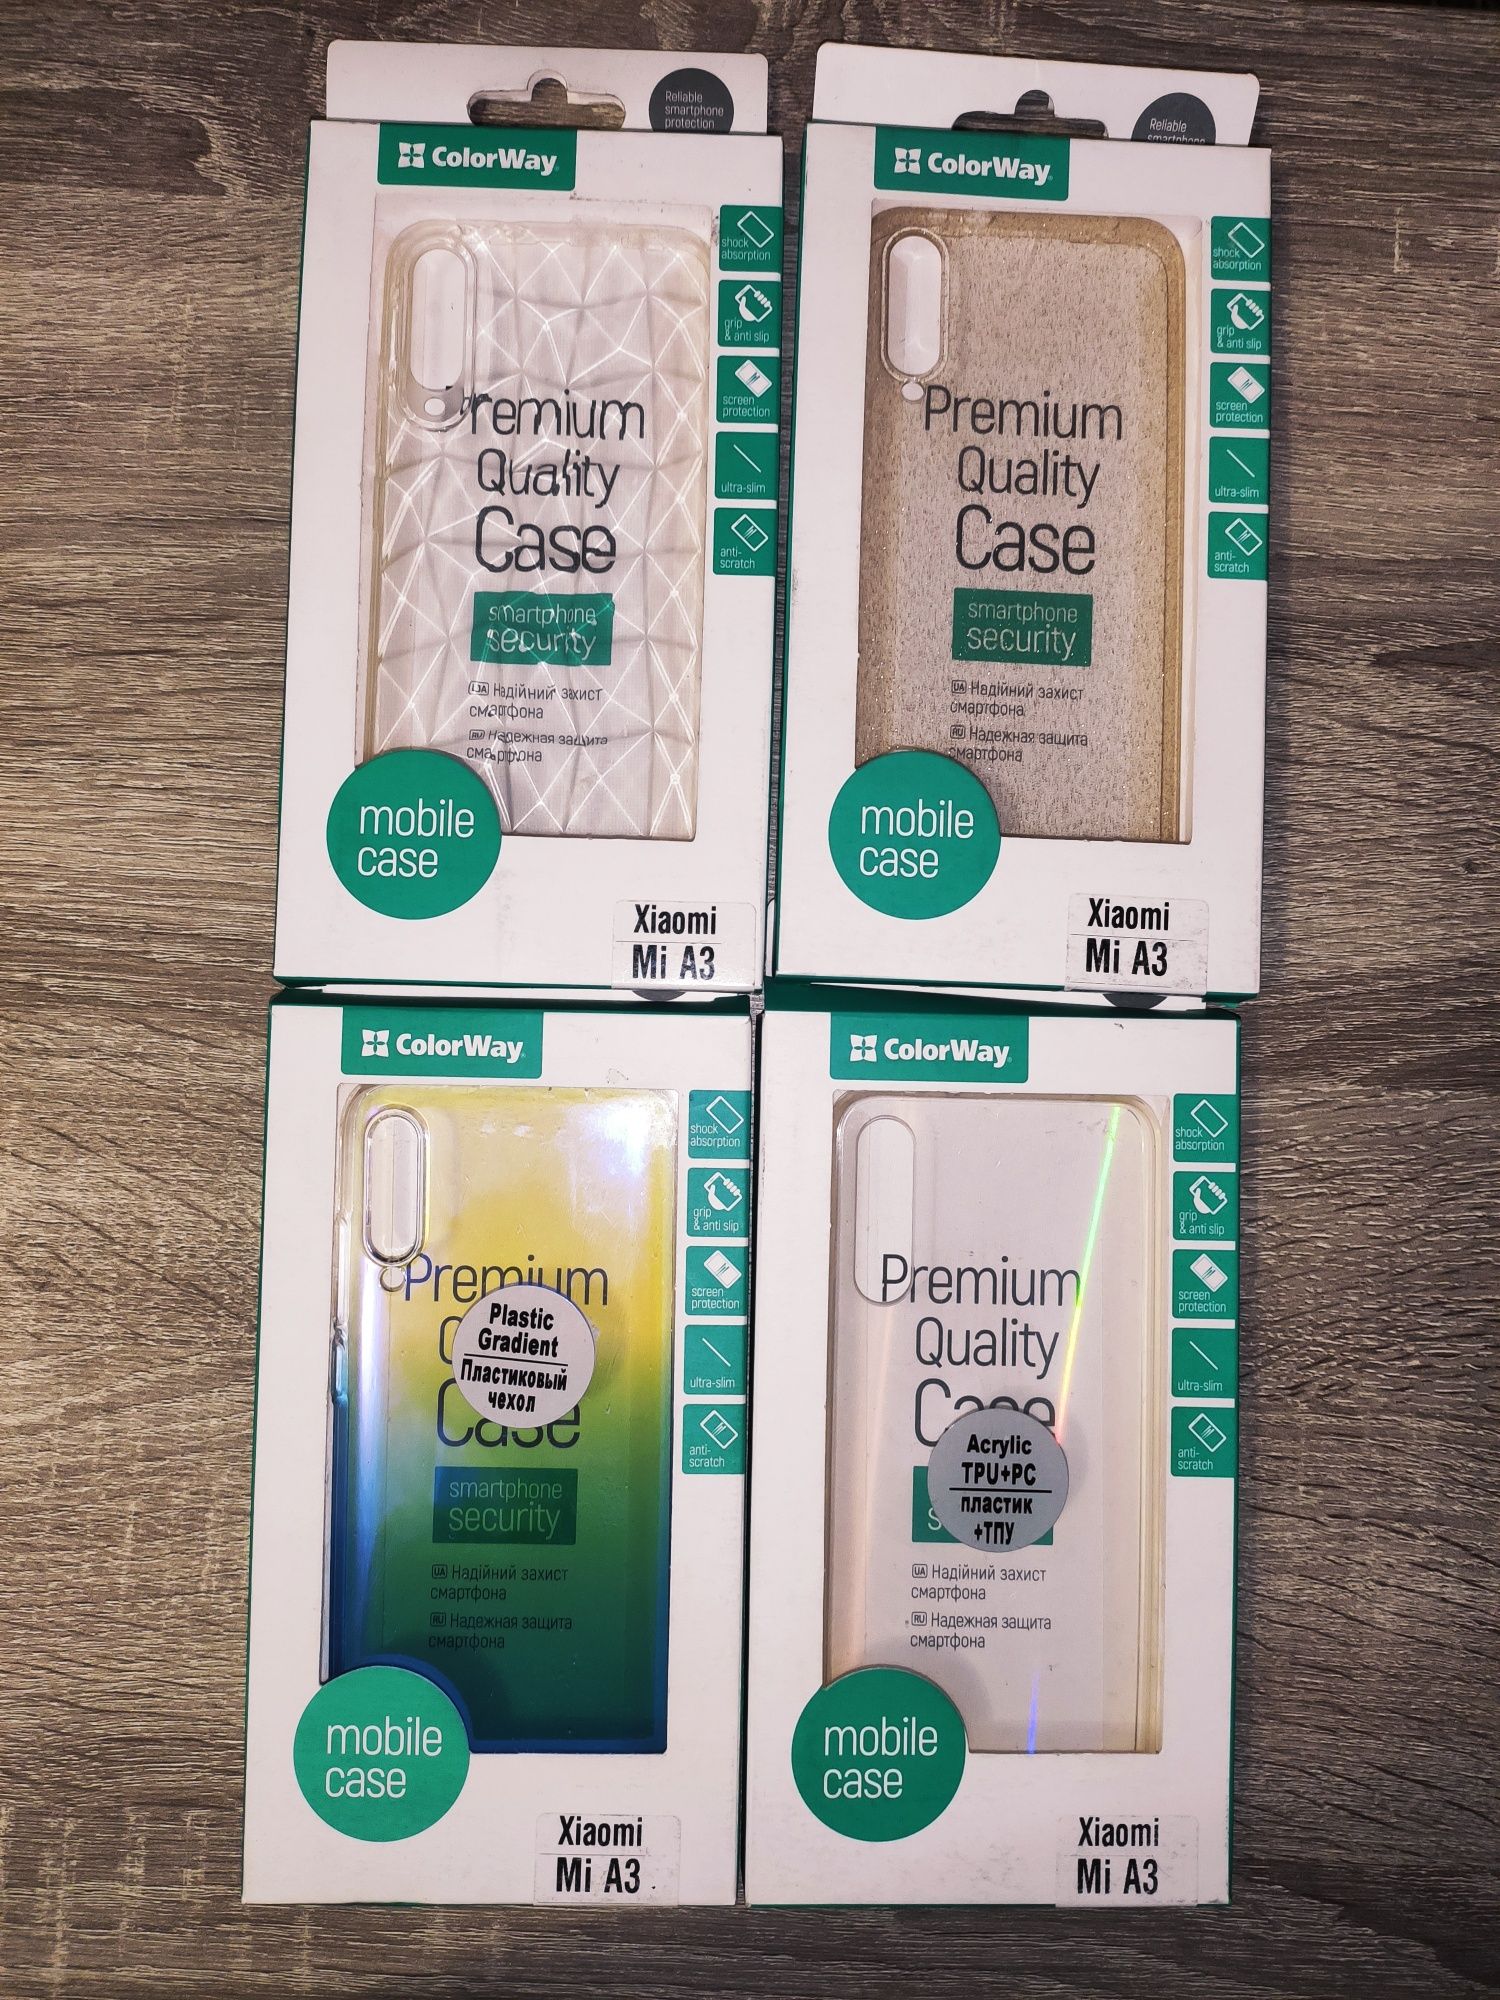 Reliable
smartphone
protection
ColorWay
shock
absorption
grip
& anti slip
screen
protection
ultra-slim
anti-
scratch
Premium
Quality
Case
smartphone
security
UA Надійний захист
смартфона
RU Надежная защита
смартфона
mobile
case
Xiaomi
Mi A3
Reliable
smartphone
ColorWay
shock
absorption
grip
& anti slip
screen
protection
ultra-slim
anti-
scratch
Premium
Quality
Case
smartphone
security
UA Надійний захист
смартфона
RU Надежная защита
смартфона
mobile
case
Xiaomi
Mi A3
ColorWay
shock
absorption
grip
& anti slip
screen
protection
ultra-slim
anti-
scratch
Premium
Plastic
Gradient
Пластиковый
чехол
Case
smartphone
security
UA Надійний захист
смартфона
RU Надежная защита
смартфона
mobile
case
Xiaomi
Mi A3
ColorWay
shock
absorption
grip
& anti slip
screen
protection
ultra-slim
anti-
scratch
Premium
Quality
Case
Acrylic
TPU+PC
пластик
+ТПУ
UA Надійний захист
смартфона
RU Надежная защита
смартфона
mobile
case
Xiaomi
Mi A3